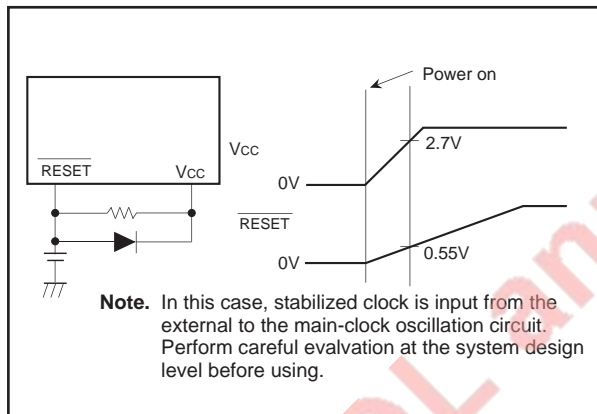 Power on
Vcc
2.7V
RESET
Vcc
0V
RESET
0V
0.55V
Note. In this case, stabilized clock is input from the
external to the main-clock oscillation circuit.
Perform careful evalvation at the system design
level before using.